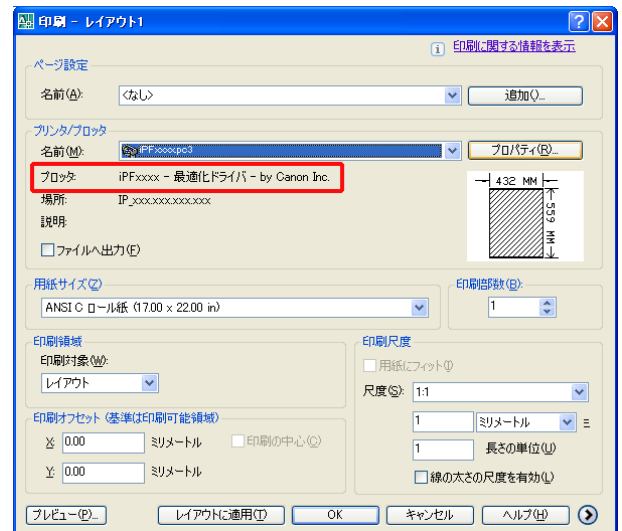 印刷 - レイアウト1
印刷に関する情報を表示
ページ設定
名前(A):
<なし>
追加()...
プリンタ/プロッタ
名前(M):
iPFxxxx.pc3
プロパティ(R)...
プロッタ:
iPFxxxx - 最適化ドライバ - by Canon Inc.
場所:
IP_xxx.xxx.xxx.xxx
説明:
432 MM
559 MM
ファイルへ出力(F)
用紙サイズ(Z)
ANSI C ロール紙 (17.00 x 22.00 in)
印刷部数(B):
1
印刷領域
印刷対象(W):
レイアウト
印刷尺度
用紙にフィット(I)
尺度(S):
1:1
1
ミリメートル
=
1
長さの単位(U)
線の太さの尺度を有効(L)
印刷オフセット (基準は印刷可能領域)
X:
0.00
ミリメートル
印刷の中心(C)
Y:
0.00
ミリメートル
プレビュー(P)...
レイアウトに適用(T)
OK
キャンセル
ヘルプ(H)